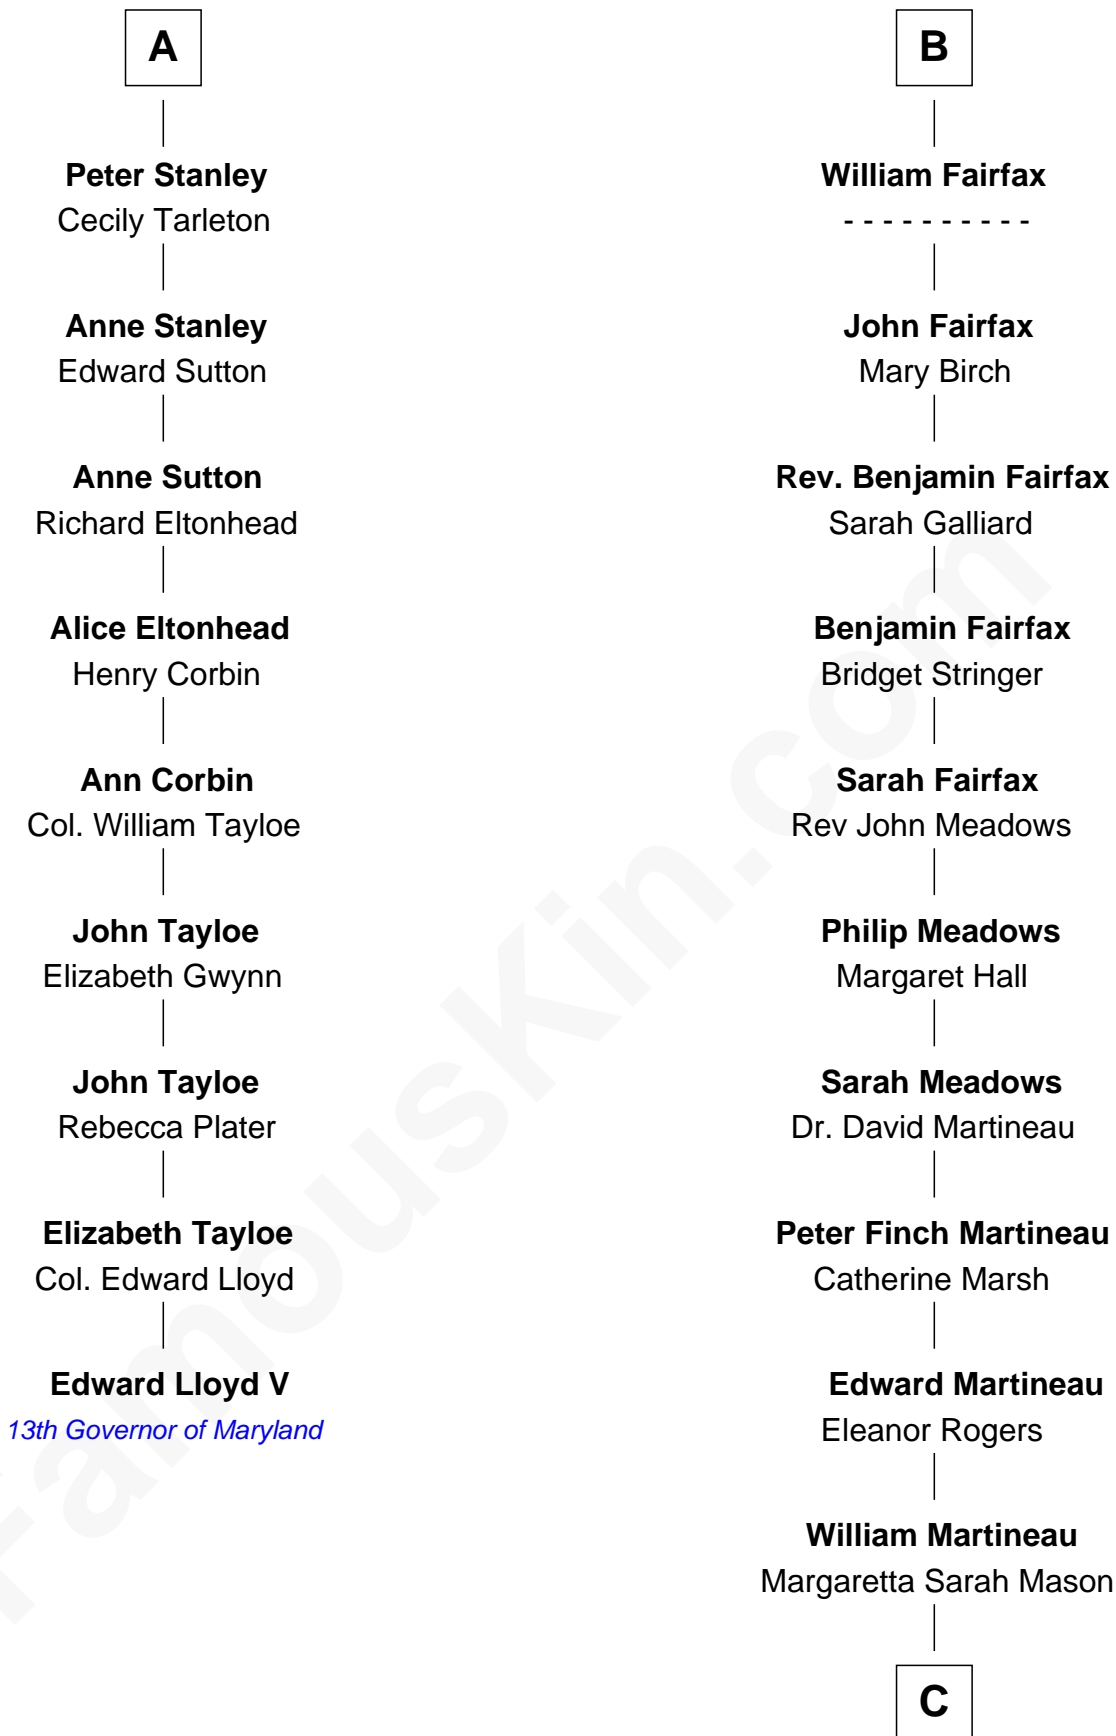 A
Peter Stanley
Cecily Tarleton
Anne Stanley
Edward Sutton
Anne Sutton
Richard Eltonhead
Alice Eltonhead
Henry Corbin
Ann Corbin
Col. William Tayloe
John Tayloe
Elizabeth Gwynn
John Tayloe
Rebecca Plater
Elizabeth Tayloe
Col. Edward Lloyd
Edward Lloyd V
13th Governor of Maryland
B
William Fairfax
- - - - - - - - - -
John Fairfax
Mary Birch
Rev. Benjamin Fairfax
Sarah Galliard
Benjamin Fairfax
Bridget Stringer
Sarah Fairfax
Rev John Meadows
Philip Meadows
Margaret Hall
Sarah Meadows
Dr. David Martineau
Peter Finch Martineau
Catherine Marsh
Edward Martineau
Eleanor Rogers
William Martineau
Margaretta Sarah Mason
C
FamousKin.com